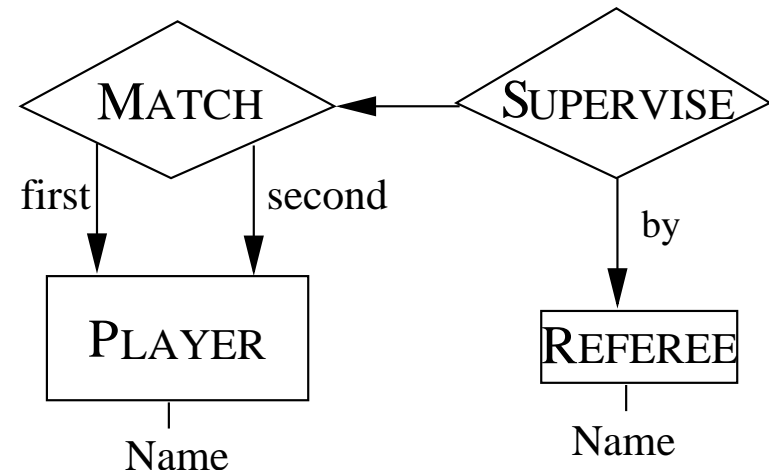 MATCH
SUPERVISE
first
second
by
PLAYER
REFEREE
Name
Name